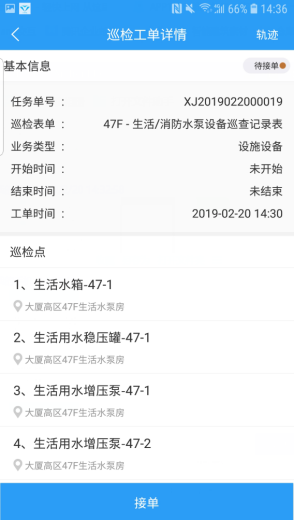 66% 14:36
巡检工单详情 轨迹
基本信息 待接单
任务单号 ： XJ2019022000019
巡检表单 ： 47F - 生活/消防水泵设备巡查记录表
业务类型 ： 设施设备
开始时间 ： 未开始
结束时间 ： 未结束
工单时间 ： 2019-02-20 14:30
巡检点
1、生活水箱-47-1
大厦高区47F生活水泵房
2、生活用水稳压罐-47-1
大厦高区47F生活水泵房
3、生活用水增压泵-47-1
大厦高区47F生活水泵房
4、生活用水增压泵-47-2
大厦高区47F生活水泵房
接单